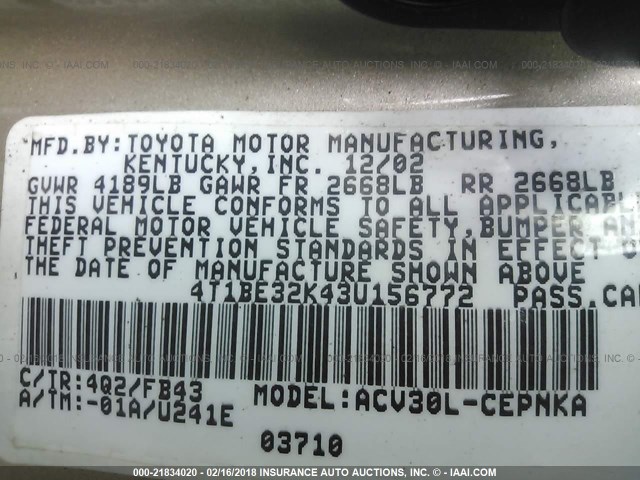 MFD.BY:TOYOTA MOTOR MANUFACTURING,
KENTUCKY,INC. 12/02
GVWR 4189LB GAWR FR 2668LB RR 2668LB
THIS VEHICLE CONFORMS TO ALL APPLICABL
FEDERAL MOTOR VEHICLE SAFETY,BUMPER AN
THEFT PREVENTION STANDARDS IN EFFECT
THE DATE OF MANUFACTURE SHOWN ABOVE
4T1BE32K43U156772 PASS.CA
C/TR:4Q2/FB43 MODEL:ACV30L-CEPNKA
A/TM:-01A/U241E
03710
000-21834020 - 02/16/2018 INSURANCE AUTO AUCTIONS, INC. - © - IAAI.COM